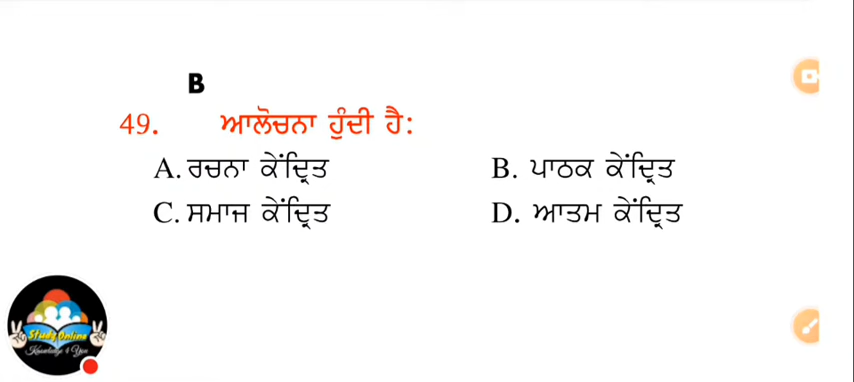 B
49. ਆਲੋਚਨਾ ਹੁੰਦੀ ਹੈ:
A. ਰਚਨਾ ਕੇਂਦ੍ਰਿਤ B. ਪਾਠਕ ਕੇਂਦ੍ਰਿਤ
C. ਸਮਾਜ ਕੇਂਦ੍ਰਿਤ D. ਆਤਮ ਕੇਂਦ੍ਰਿਤ
Study Online
Knowledge 4 You